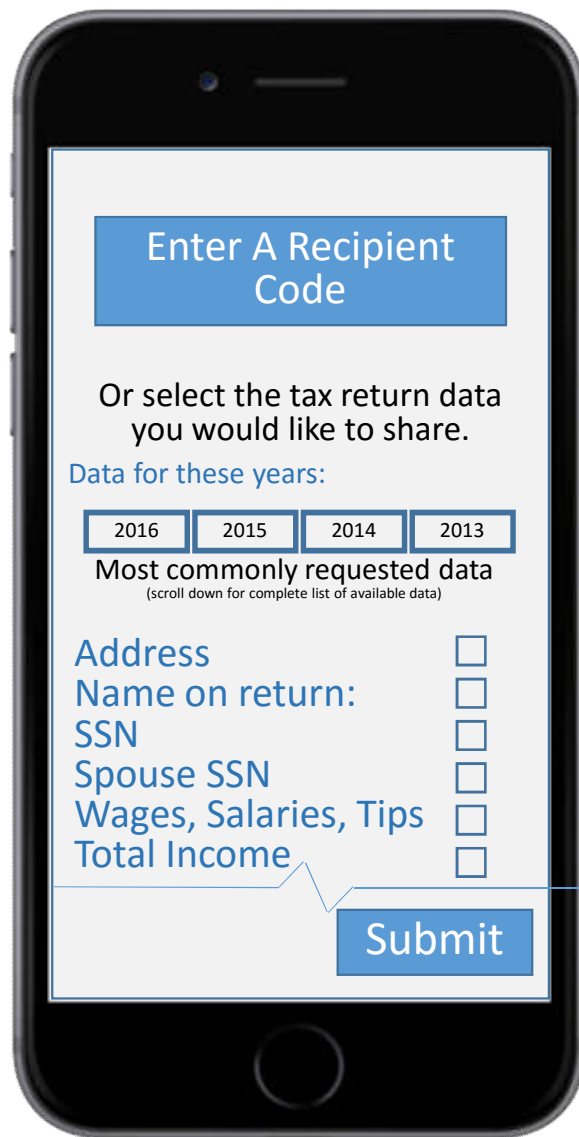 Enter A Recipient
Code
Or select the tax return data
you would like to share.
Data for these years:
2016 2015 2014 2013
Most commonly requested data
(scroll down for complete list of available data)
Address
Name on return:
SSN
Spouse SSN
Wages, Salaries, Tips
Total Income
Submit